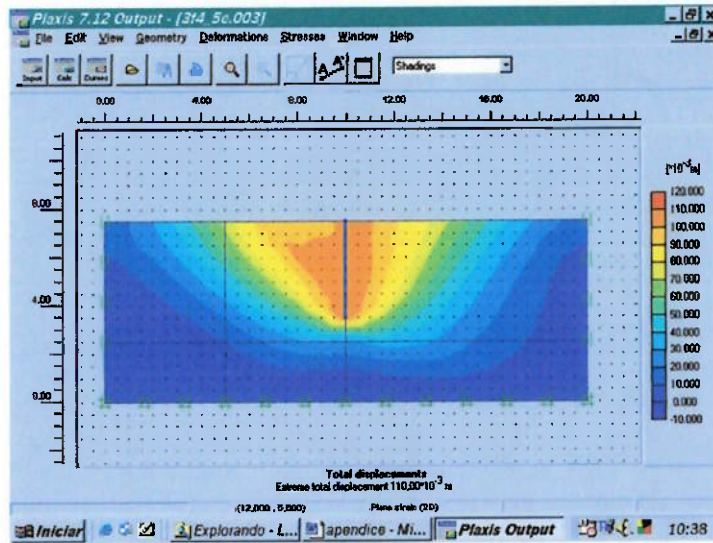 Plaxis 7.12 Output - [3f4_5c.003]
File Edit View Geometry Deformations Stresses Window Help
Input Calc Curves Shadings
0.00 4.00 8.00 12.00 16.00 20.00
[*10⁻³m]
120.000
110.000
8.00
100.000
90.000
80.000
70.000
4.00
60.000
50.000
40.000
30.000
20.000
10.000
0.00
0.000
-10.000
Total displacements
Extreme total displacement 110,00*10⁻³ m
(12,000 , 5,600) Plane strain (2D)
Iniciar Explorando - L... apendice - Mi... Plaxis Output 10:38